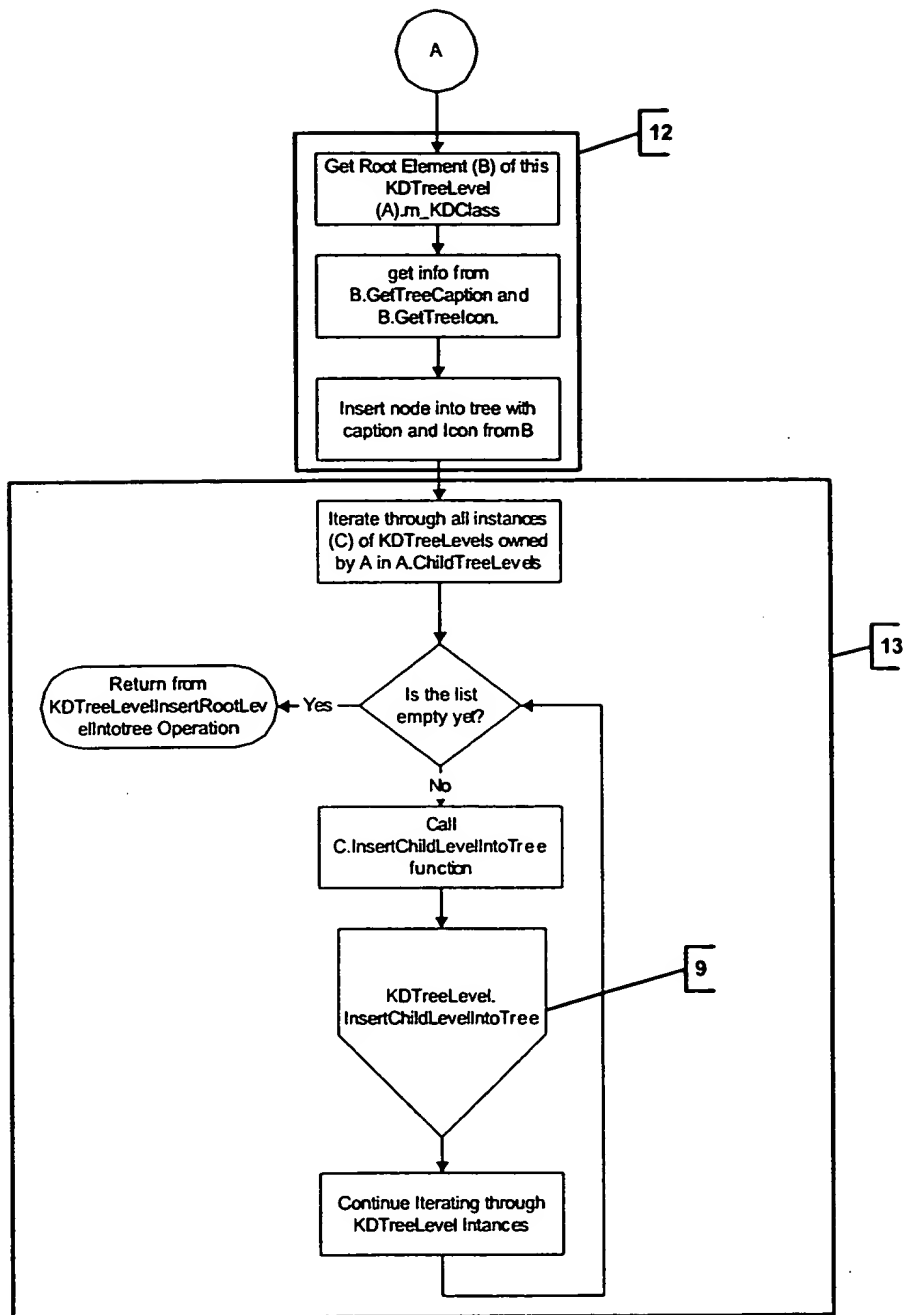 A
12
Get Root Element (B) of this
KDTreeLevel
(A).m_KDClass
get info from
B.GetTreeCaption and
B.GetTreeIcon.
Insert node into tree with
caption and Icon from B
Iterate through all instances
(C) of KDTreeLevels owned
by A in A.ChildTreeLevels
13
Return from
KDTreeLevelInsertRootLev
elIntotree Operation
Yes
Is the list
empty yet?
No
Call
C.InsertChildLevelIntoTree
function
9
KDTreeLevel.
InsertChildLevelIntoTree
Continue Iterating through
KDTreeLevel Intances